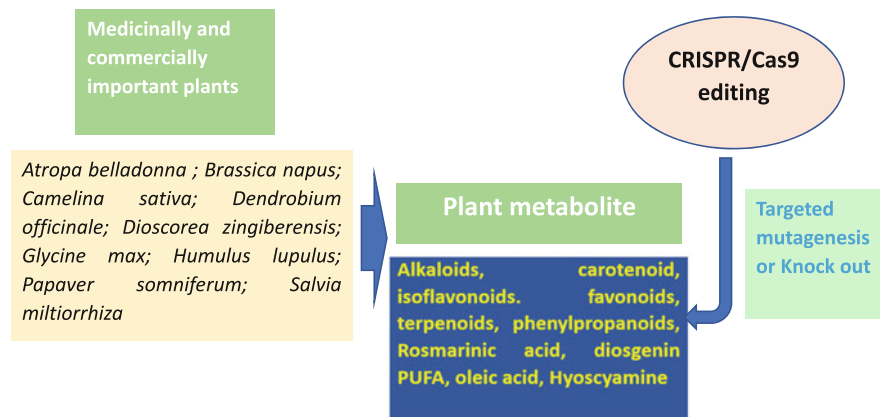 Medicinally and
commercially
important plants
Atropa belladonna ; Brassica napus;
Camelina sativa; Dendrobium
officinale; Dioscorea zingiberensis;
Glycine max; Humulus lupulus;
Papaver somniferum; Salvia
miltiorrhiza
CRISPR/Cas9
editing
Plant metabolite
Targeted
mutagenesis
or Knock out
Alkaloids, carotenoid,
isoflavonoids. favonoids,
terpenoids, phenylpropanoids,
Rosmarinic acid, diosgenin
PUFA, oleic acid, Hyoscyamine